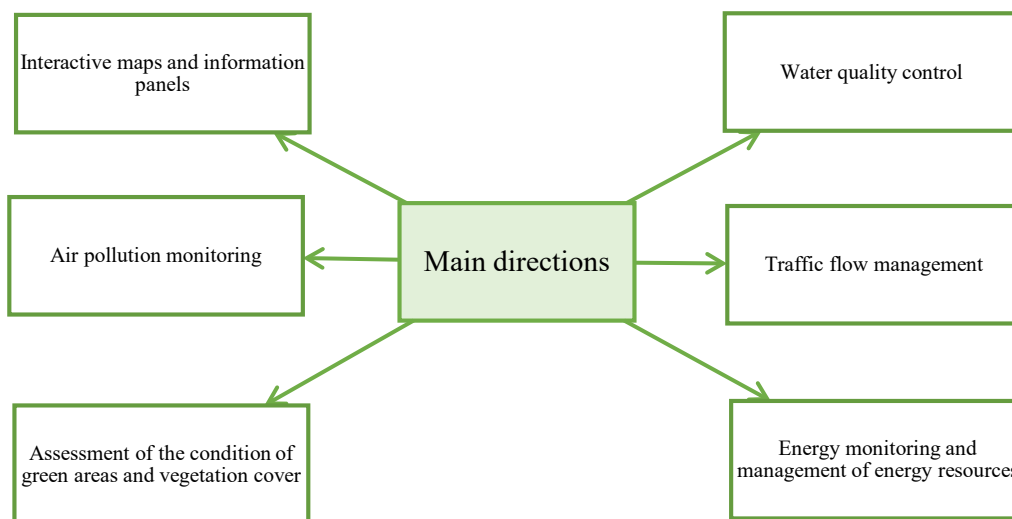 Interactive maps and information
panels
Water quality control
Air pollution monitoring
Main directions
Traffic flow management
Assessment of the condition of
green areas and vegetation cover
Energy monitoring and
management of energy resources